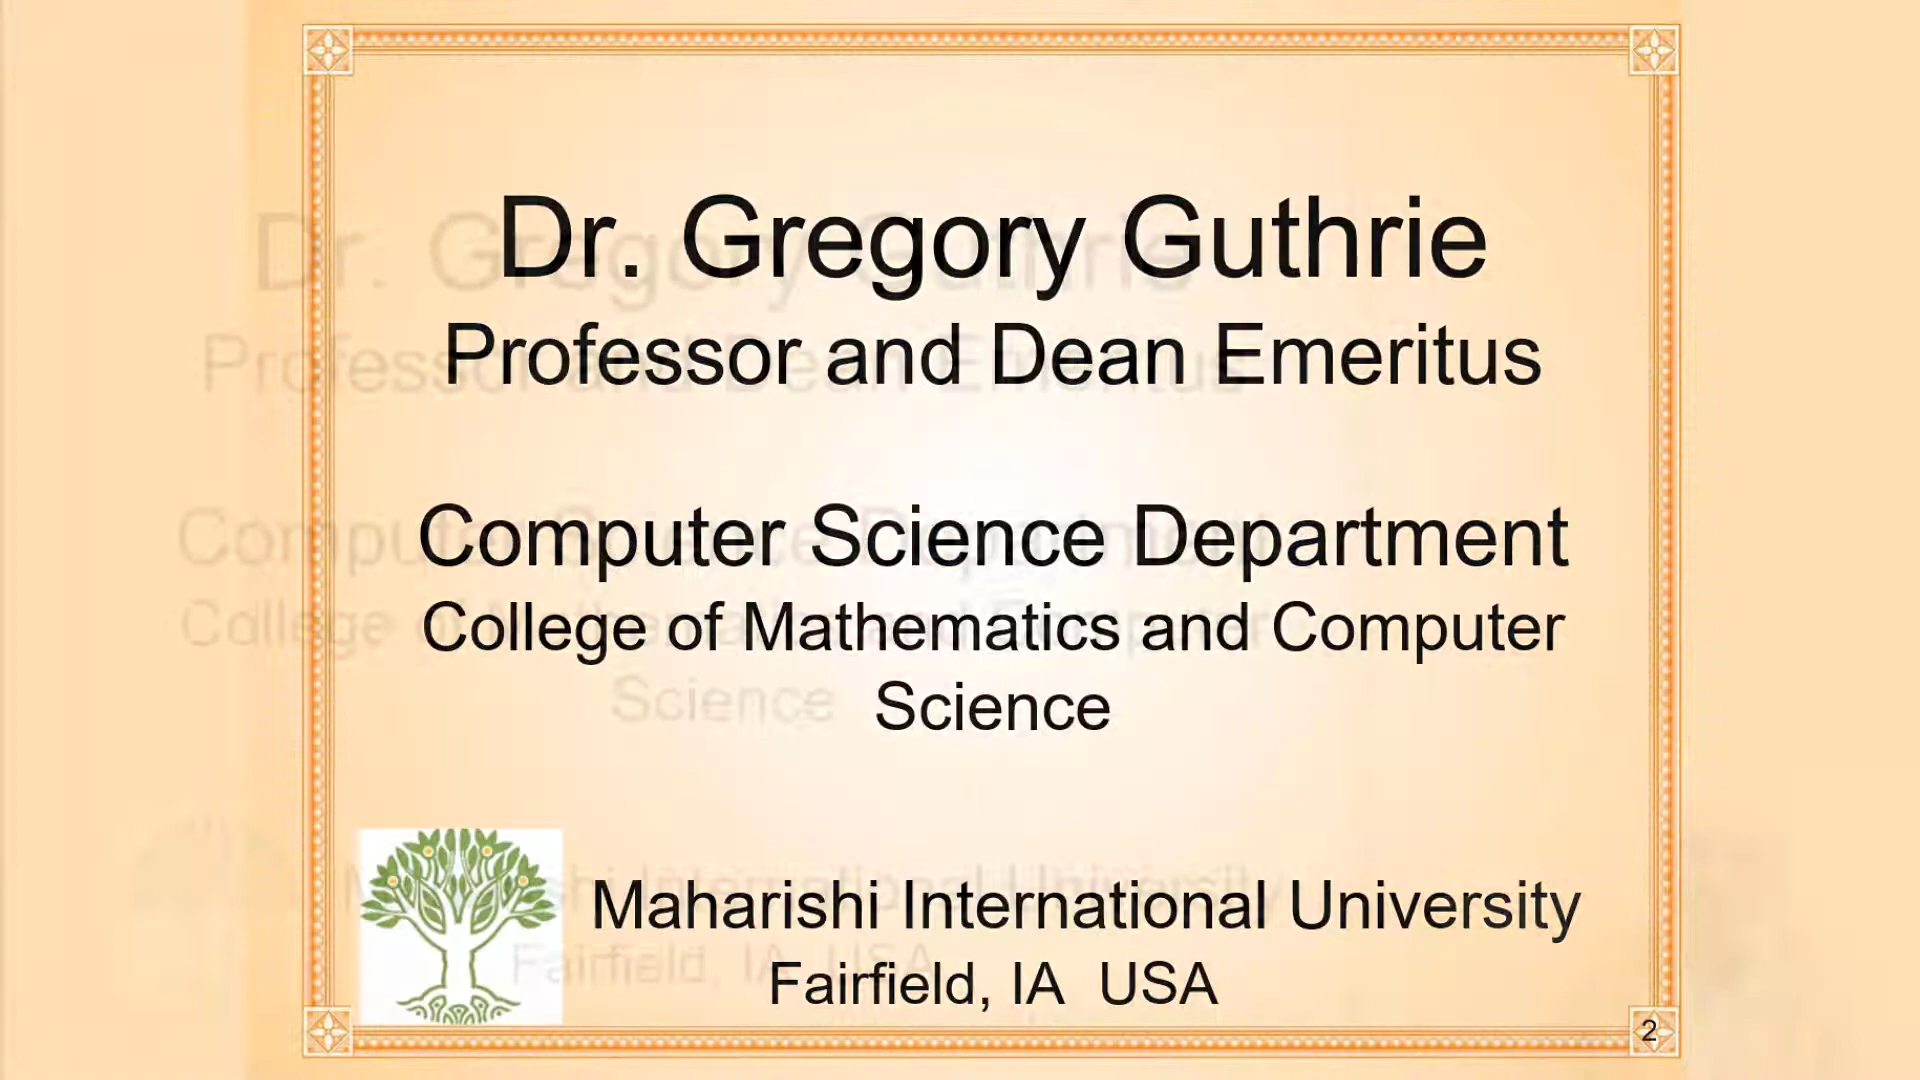 Dr. Gregory Guthrie
Professor and Dean Emeritus
Computer Science Department
College of Mathematics and Computer
Science
Maharishi International University
Fairfield, IA  USA
2